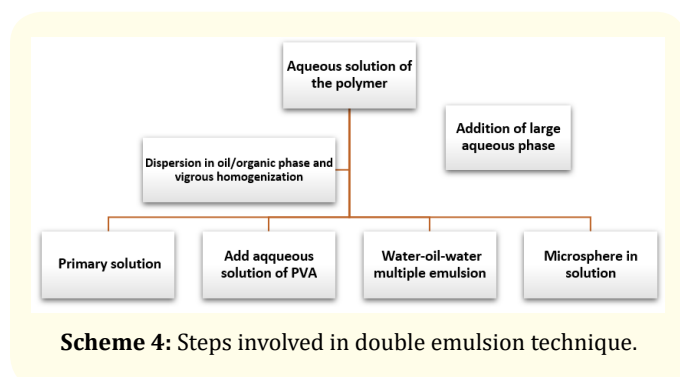 Aqueous solution of
the polymer
Addition of large
aqueous phase
Dispersion in oil/organic phase and
vigrous homogenization
Primary solution
Add aqqueous
solution of PVA
Water-oil-water
multiple emulsion
Microsphere in
solution
Scheme 4: Steps involved in double emulsion technique.